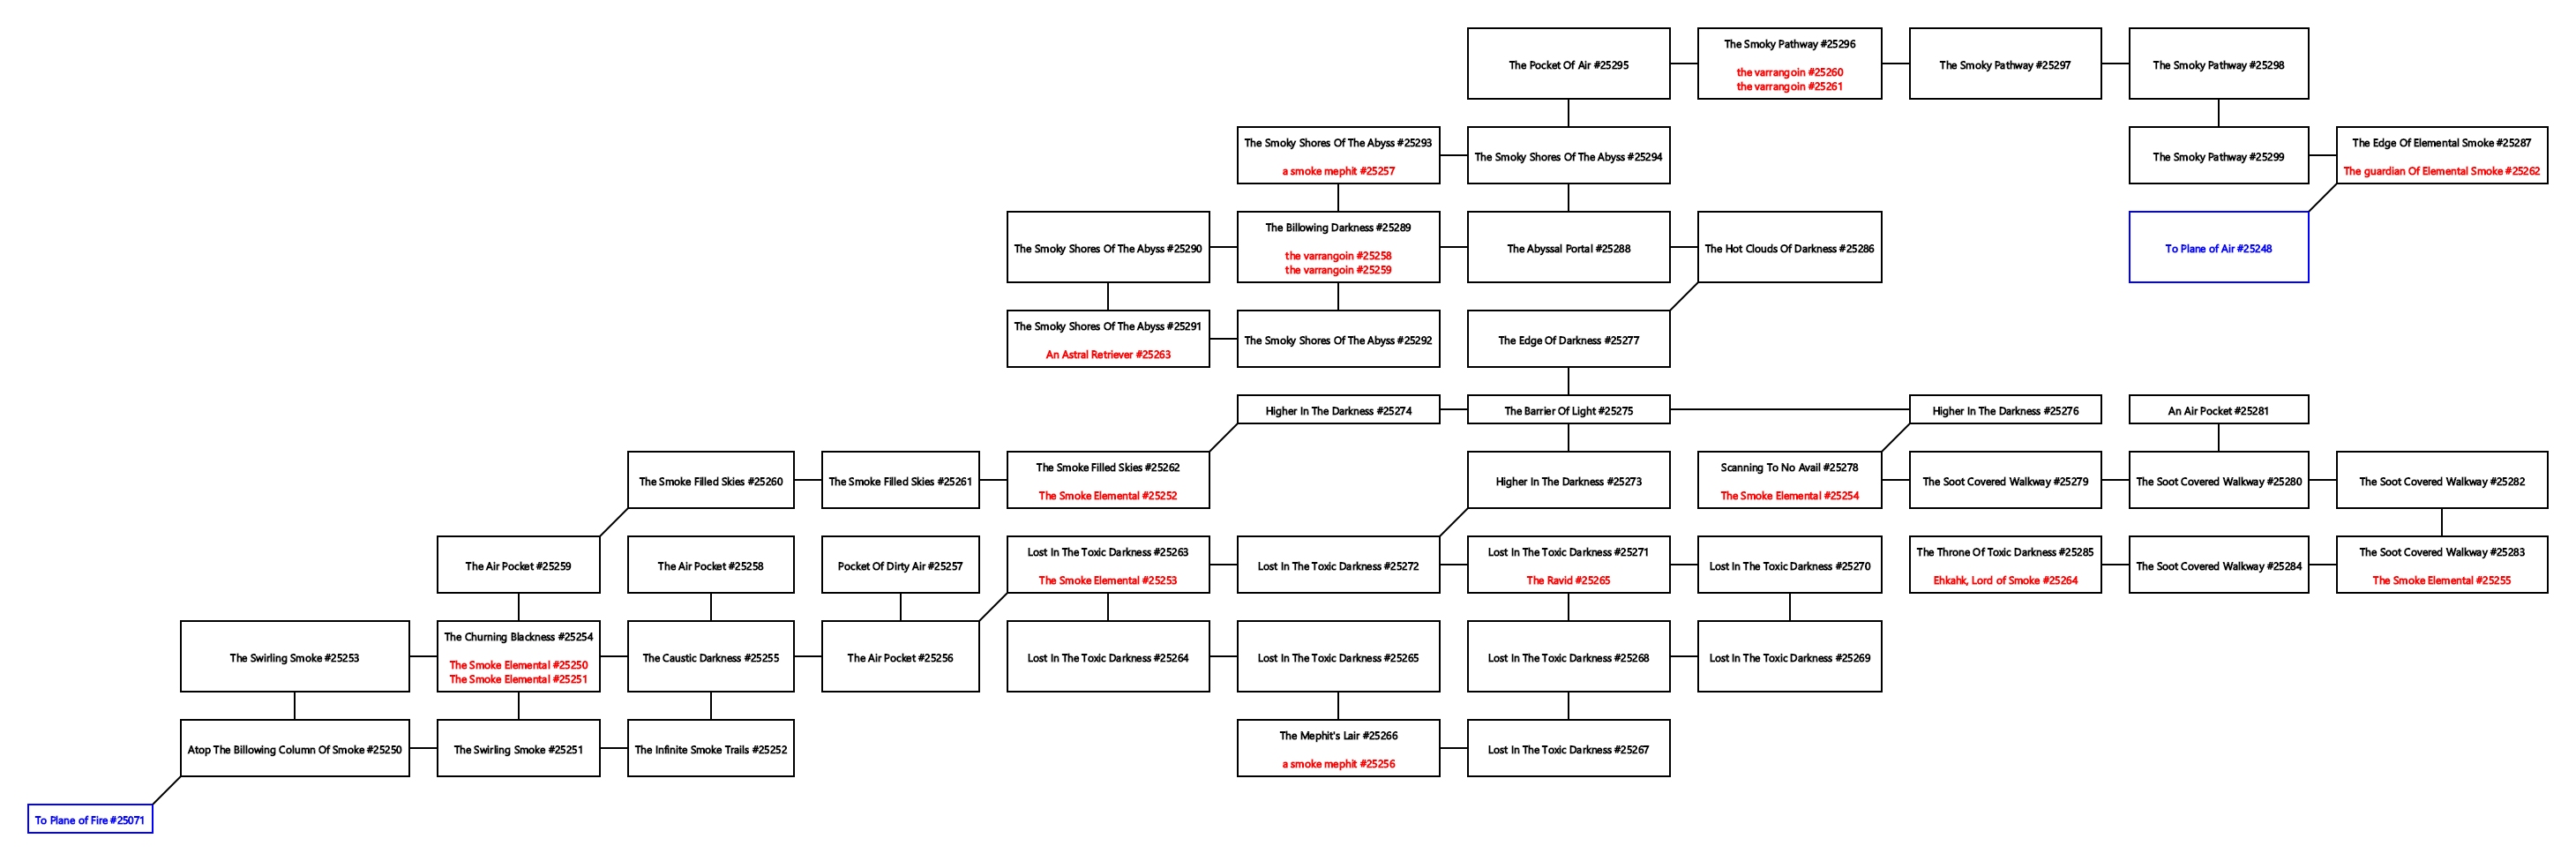 The Pocket Of Air #25295
The Smoky Pathway #25296
the varrangoin #25260
the varrangoin #25261
The Smoky Pathway #25297
The Smoky Pathway #25298
The Smoky Shores Of The Abyss #25293
a smoke mephit #25257
The Smoky Shores Of The Abyss #25294
The Smoky Pathway #25299
The Edge Of Elemental Smoke #25287
The guardian Of Elemental Smoke #25262
The Smoky Shores Of The Abyss #25290
The Billowing Darkness #25289
the varrangoin #25258
the varrangoin #25259
The Abyssal Portal #25288
The Hot Clouds Of Darkness #25286
To Plane of Air #25248
The Smoky Shores Of The Abyss #25291
An Astral Retriever #25263
The Smoky Shores Of The Abyss #25292
The Edge Of Darkness #25277
Higher In The Darkness #25274
The Barrier Of Light #25275
Higher In The Darkness #25276
An Air Pocket #25281
The Smoke Filled Skies #25260
The Smoke Filled Skies #25261
The Smoke Filled Skies #25262
The Smoke Elemental #25252
Higher In The Darkness #25273
Scanning To No Avail #25278
The Smoke Elemental #25254
The Soot Covered Walkway #25279
The Soot Covered Walkway #25280
The Soot Covered Walkway #25282
The Air Pocket #25259
The Air Pocket #25258
Pocket Of Dirty Air #25257
Lost In The Toxic Darkness #25263
The Smoke Elemental #25253
Lost In The Toxic Darkness #25272
Lost In The Toxic Darkness #25271
The Ravid #25265
Lost In The Toxic Darkness #25270
The Throne Of Toxic Darkness #25285
Ehkahk, Lord of Smoke #25264
The Soot Covered Walkway #25284
The Soot Covered Walkway #25283
The Smoke Elemental #25255
The Swirling Smoke #25253
The Churning Blackness #25254
The Smoke Elemental #25250
The Smoke Elemental #25251
The Caustic Darkness #25255
The Air Pocket #25256
Lost In The Toxic Darkness #25264
Lost In The Toxic Darkness #25265
Lost In The Toxic Darkness #25268
Lost In The Toxic Darkness #25269
Atop The Billowing Column Of Smoke #25250
The Swirling Smoke #25251
The Infinite Smoke Trails #25252
The Mephit's Lair #25266
a smoke mephit #25256
Lost In The Toxic Darkness #25267
To Plane of Fire #25071